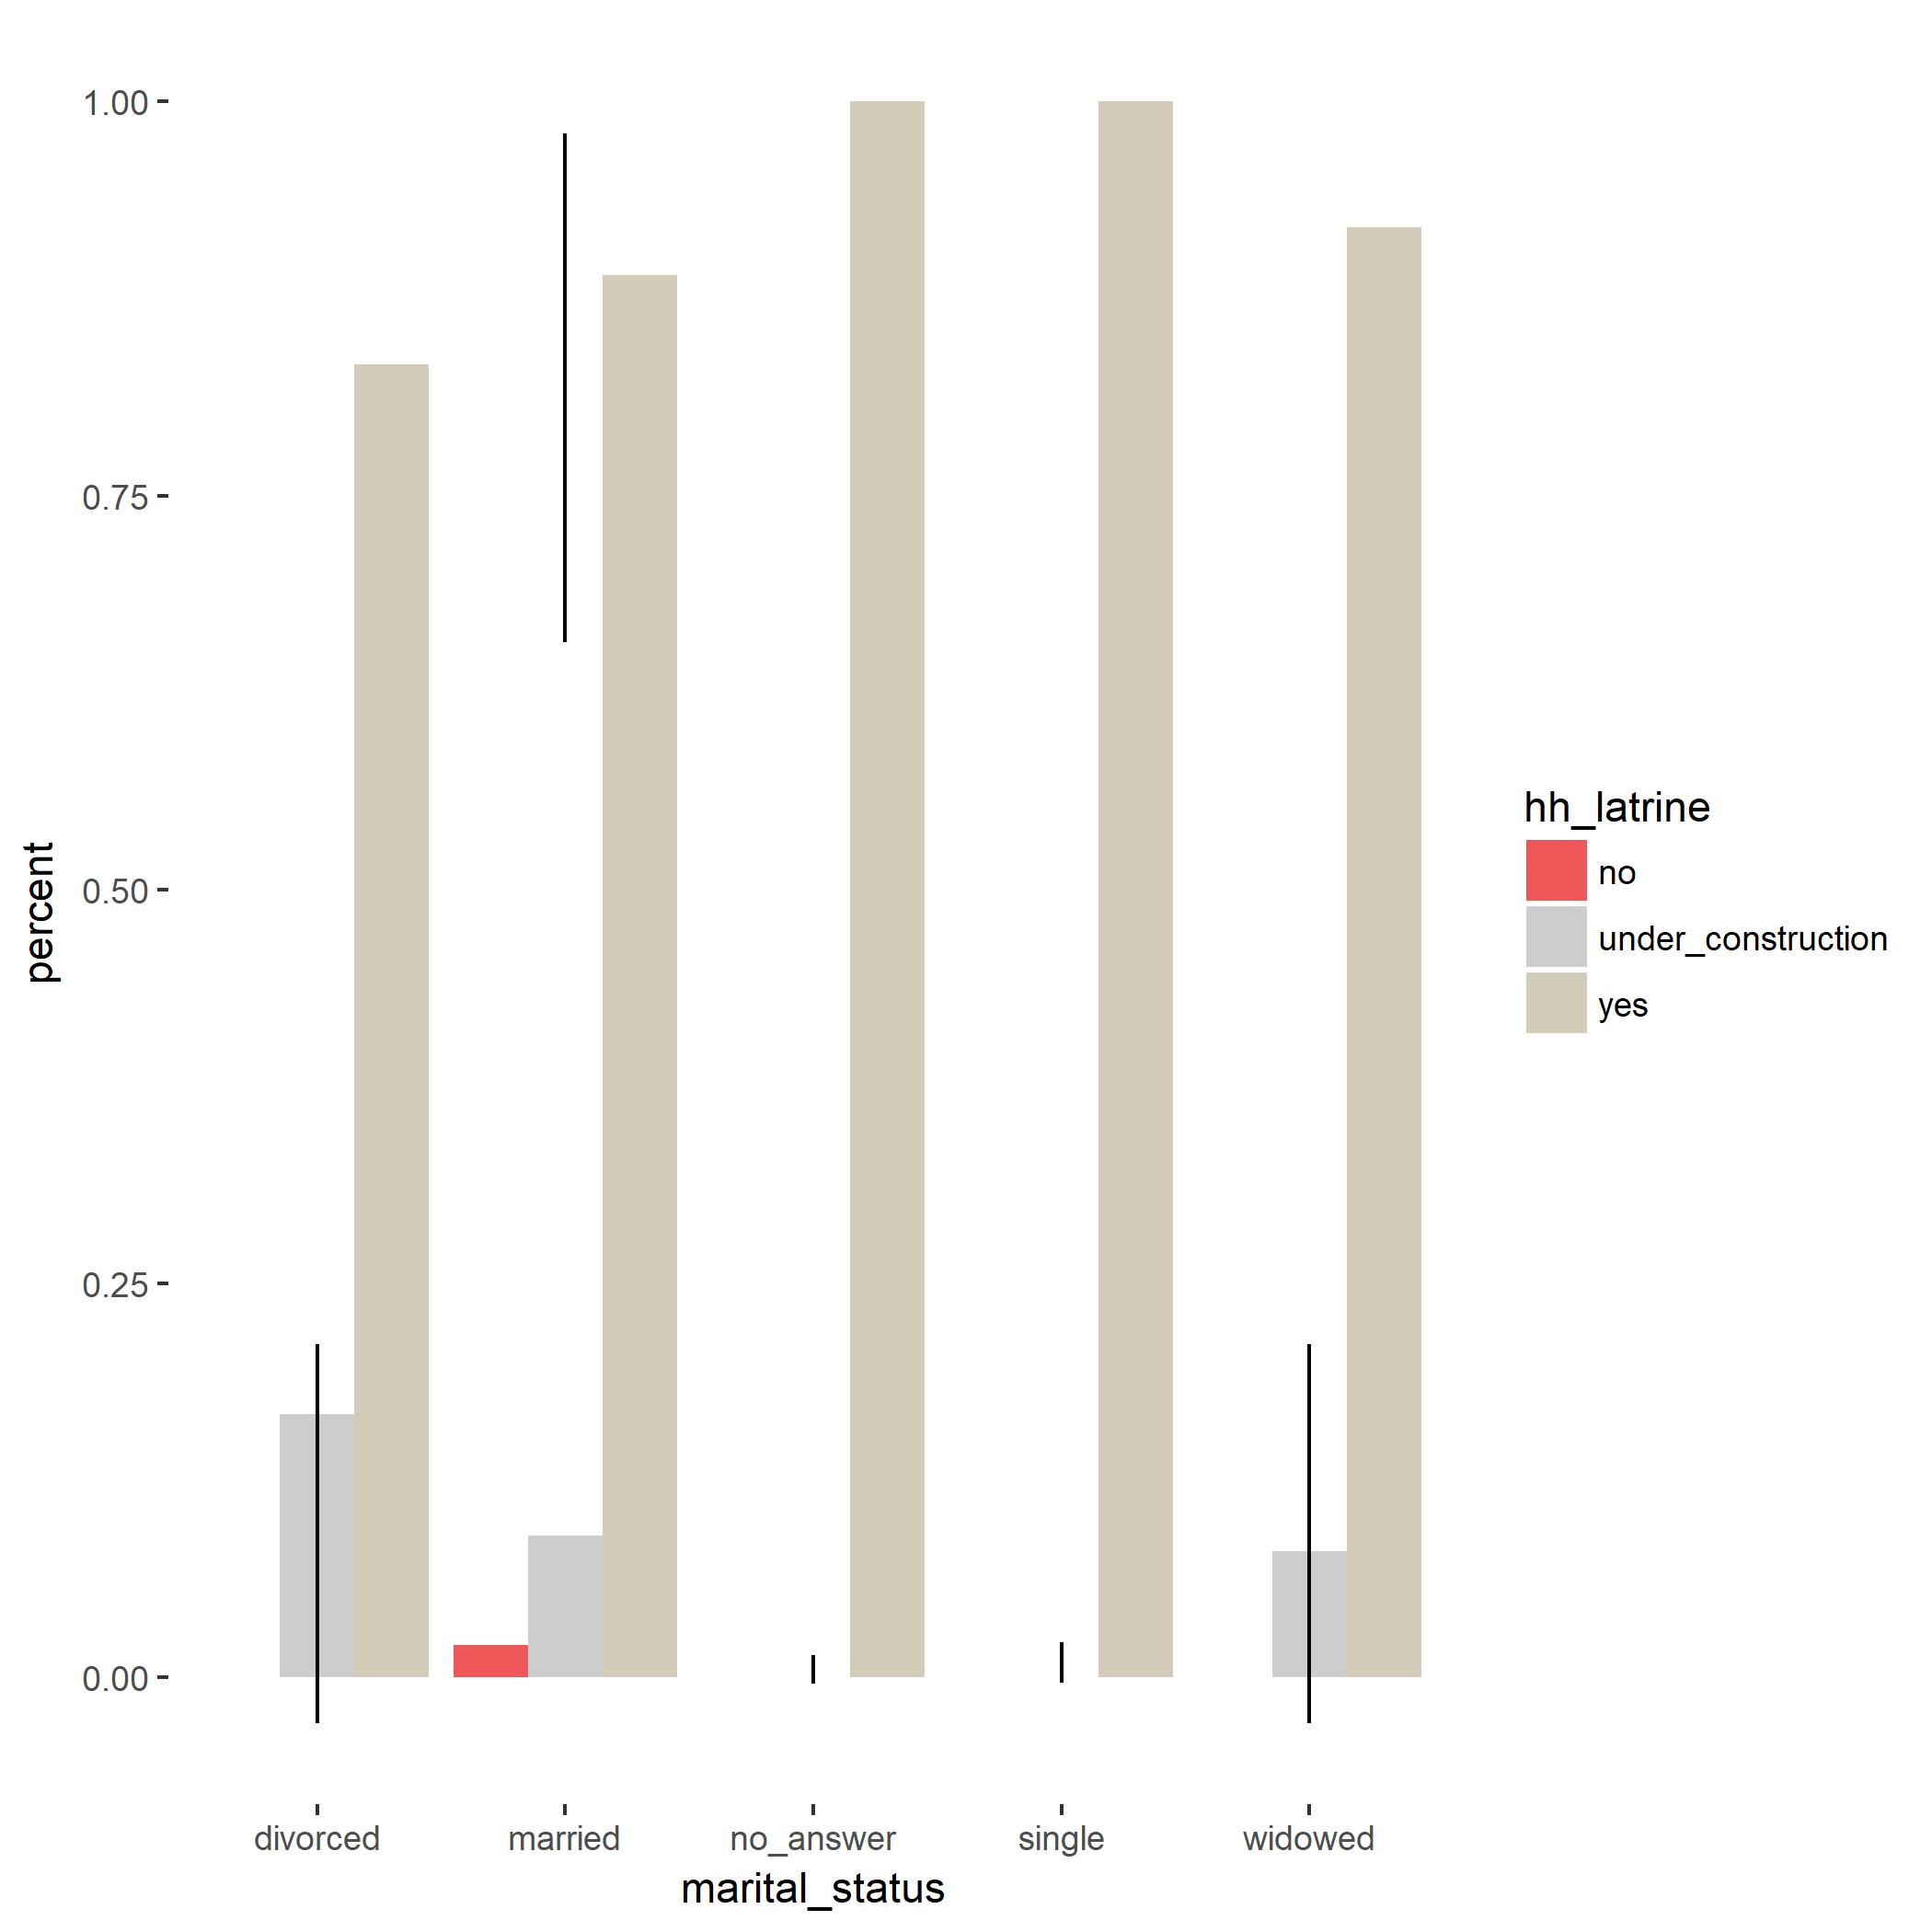 percent
1.00
0.75
0.50
0.25
0.00
divorced married no_answer single widowed
marital_status
hh_latrine
no
under_construction
yes